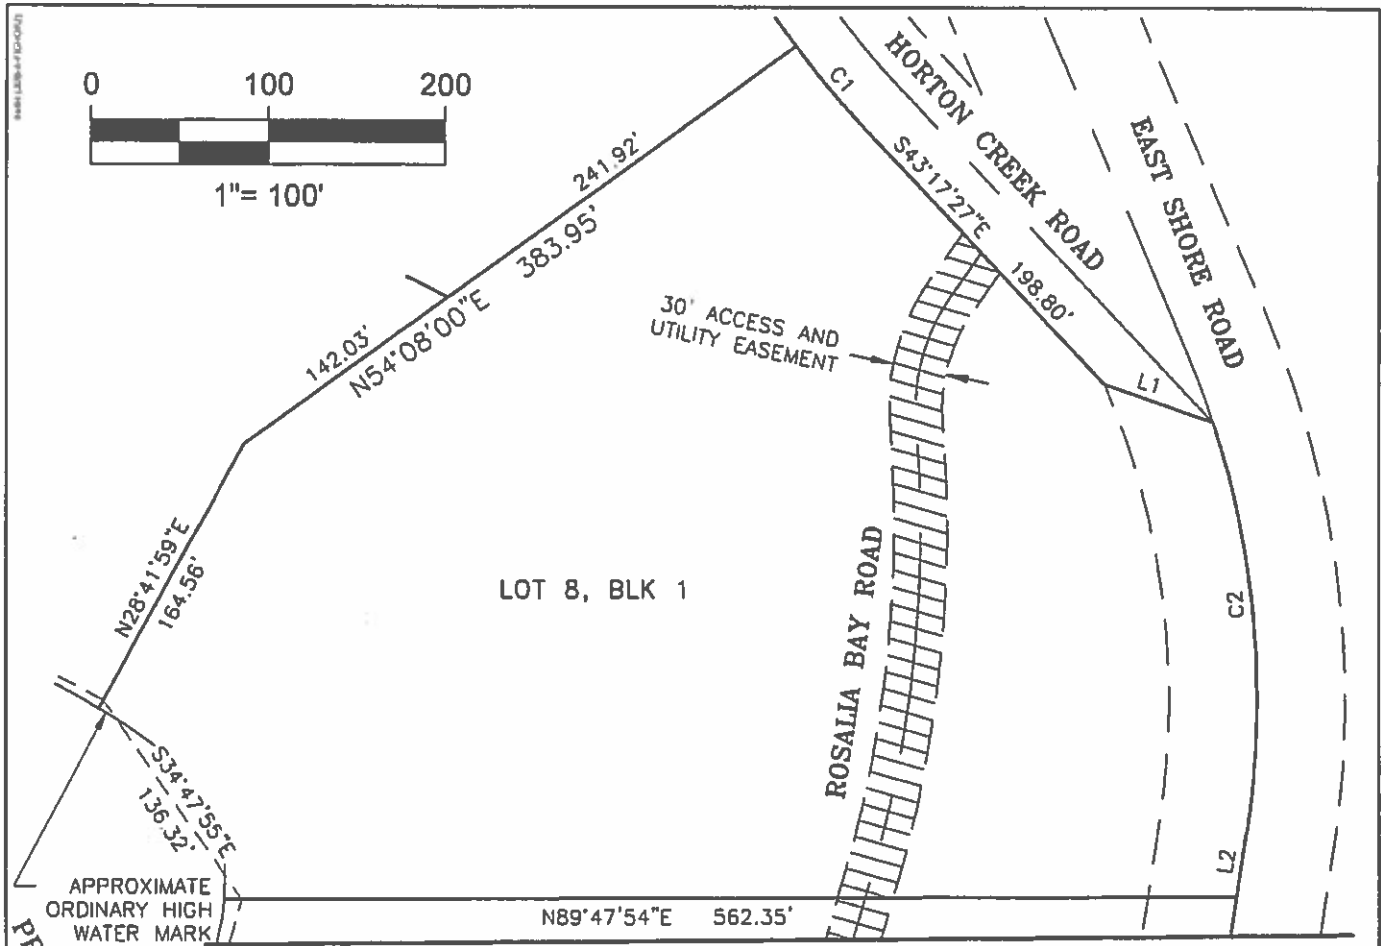 0 100 200
1"= 100'
241.92'
383.95'
142.03'
N54°08'00"E
C1
HORTON CREEK ROAD
S43°17'27"E
198.80'
EAST SHORE ROAD
30' ACCESS AND
UTILITY EASEMENT
L1
N28°41'59"E
164.56'
LOT 8, BLK 1
ROSALIA BAY ROAD
C2
S34°47'55"E
136.32'
L2
APPROXIMATE
ORDINARY HIGH
WATER MARK
N89°47'54"E 562.35'